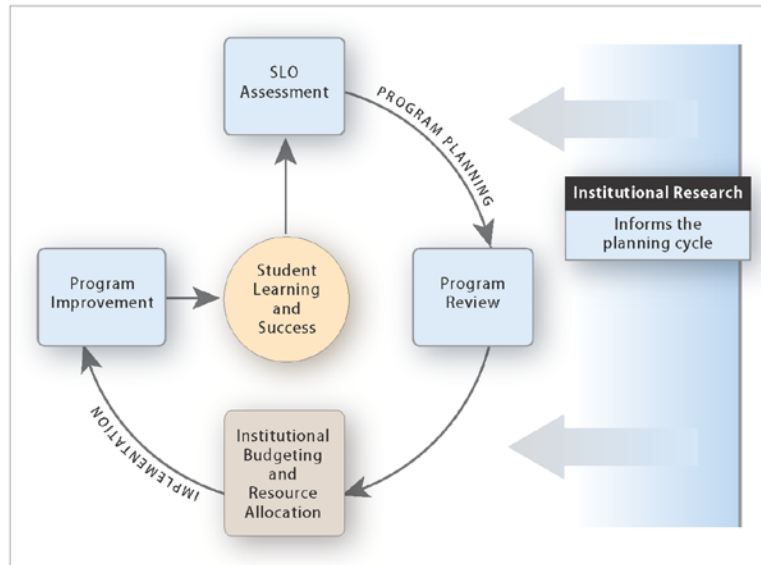 SLO
Assessment
PROGRAM PLANNING
Institutional Research
Informs the
planning cycle
Program
Improvement
Student
Learning
and
Success
Program
Review
IMPLEMENTATION
Institutional
Budgeting
and
Resource
Allocation